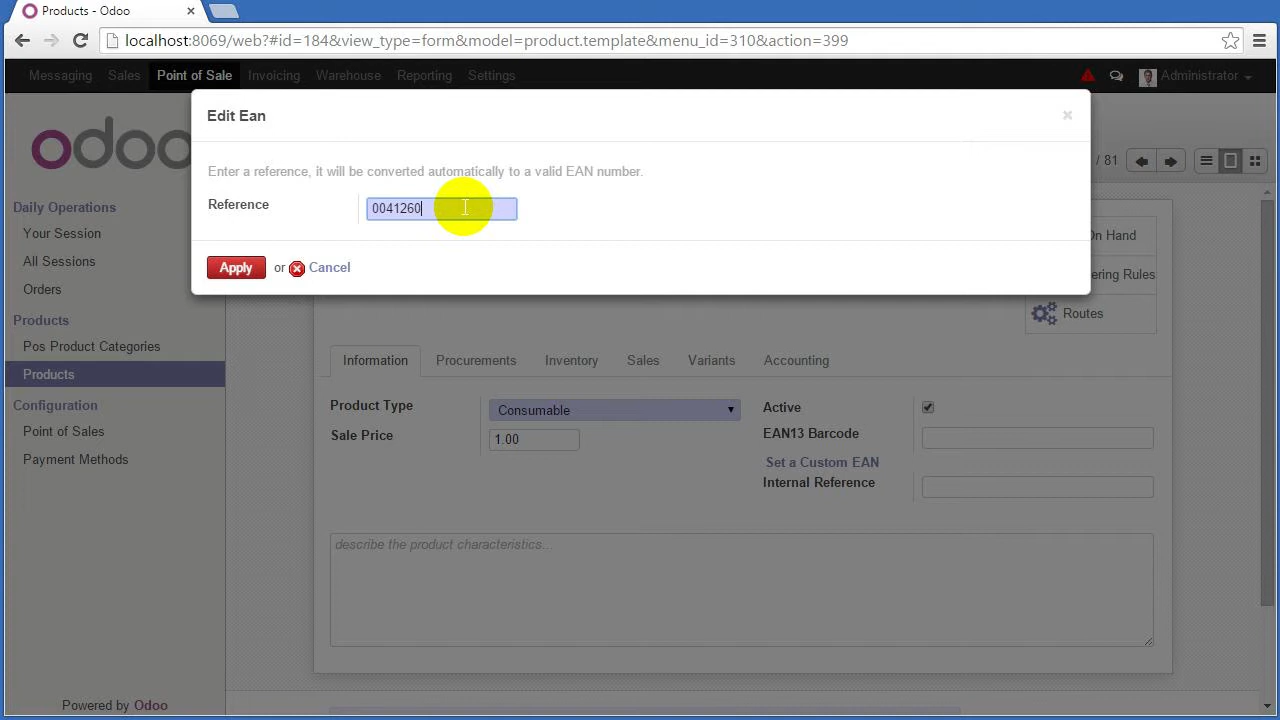 Products - Odoo ×
localhost:8069/web?#id=184&view_type=form&model=product.template&menu_id=310&action=399
Messaging Sales Point of Sale Invoicing Warehouse Reporting Settings Administrator
Edit Ean ×
odoo
/ 81
Enter a reference, it will be converted automatically to a valid EAN number.
Reference 0041260
Apply or Cancel
Daily Operations
Your Session
All Sessions
Orders
Products
Pos Product Categories
Products
Configuration
Point of Sales
Payment Methods
On Hand
ering Rules
Routes
Information Procurements Inventory Sales Variants Accounting
Product Type Consumable Active
Sale Price 1.00 EAN13 Barcode
Set a Custom EAN
Internal Reference
describe the product characteristics...
Powered by Odoo